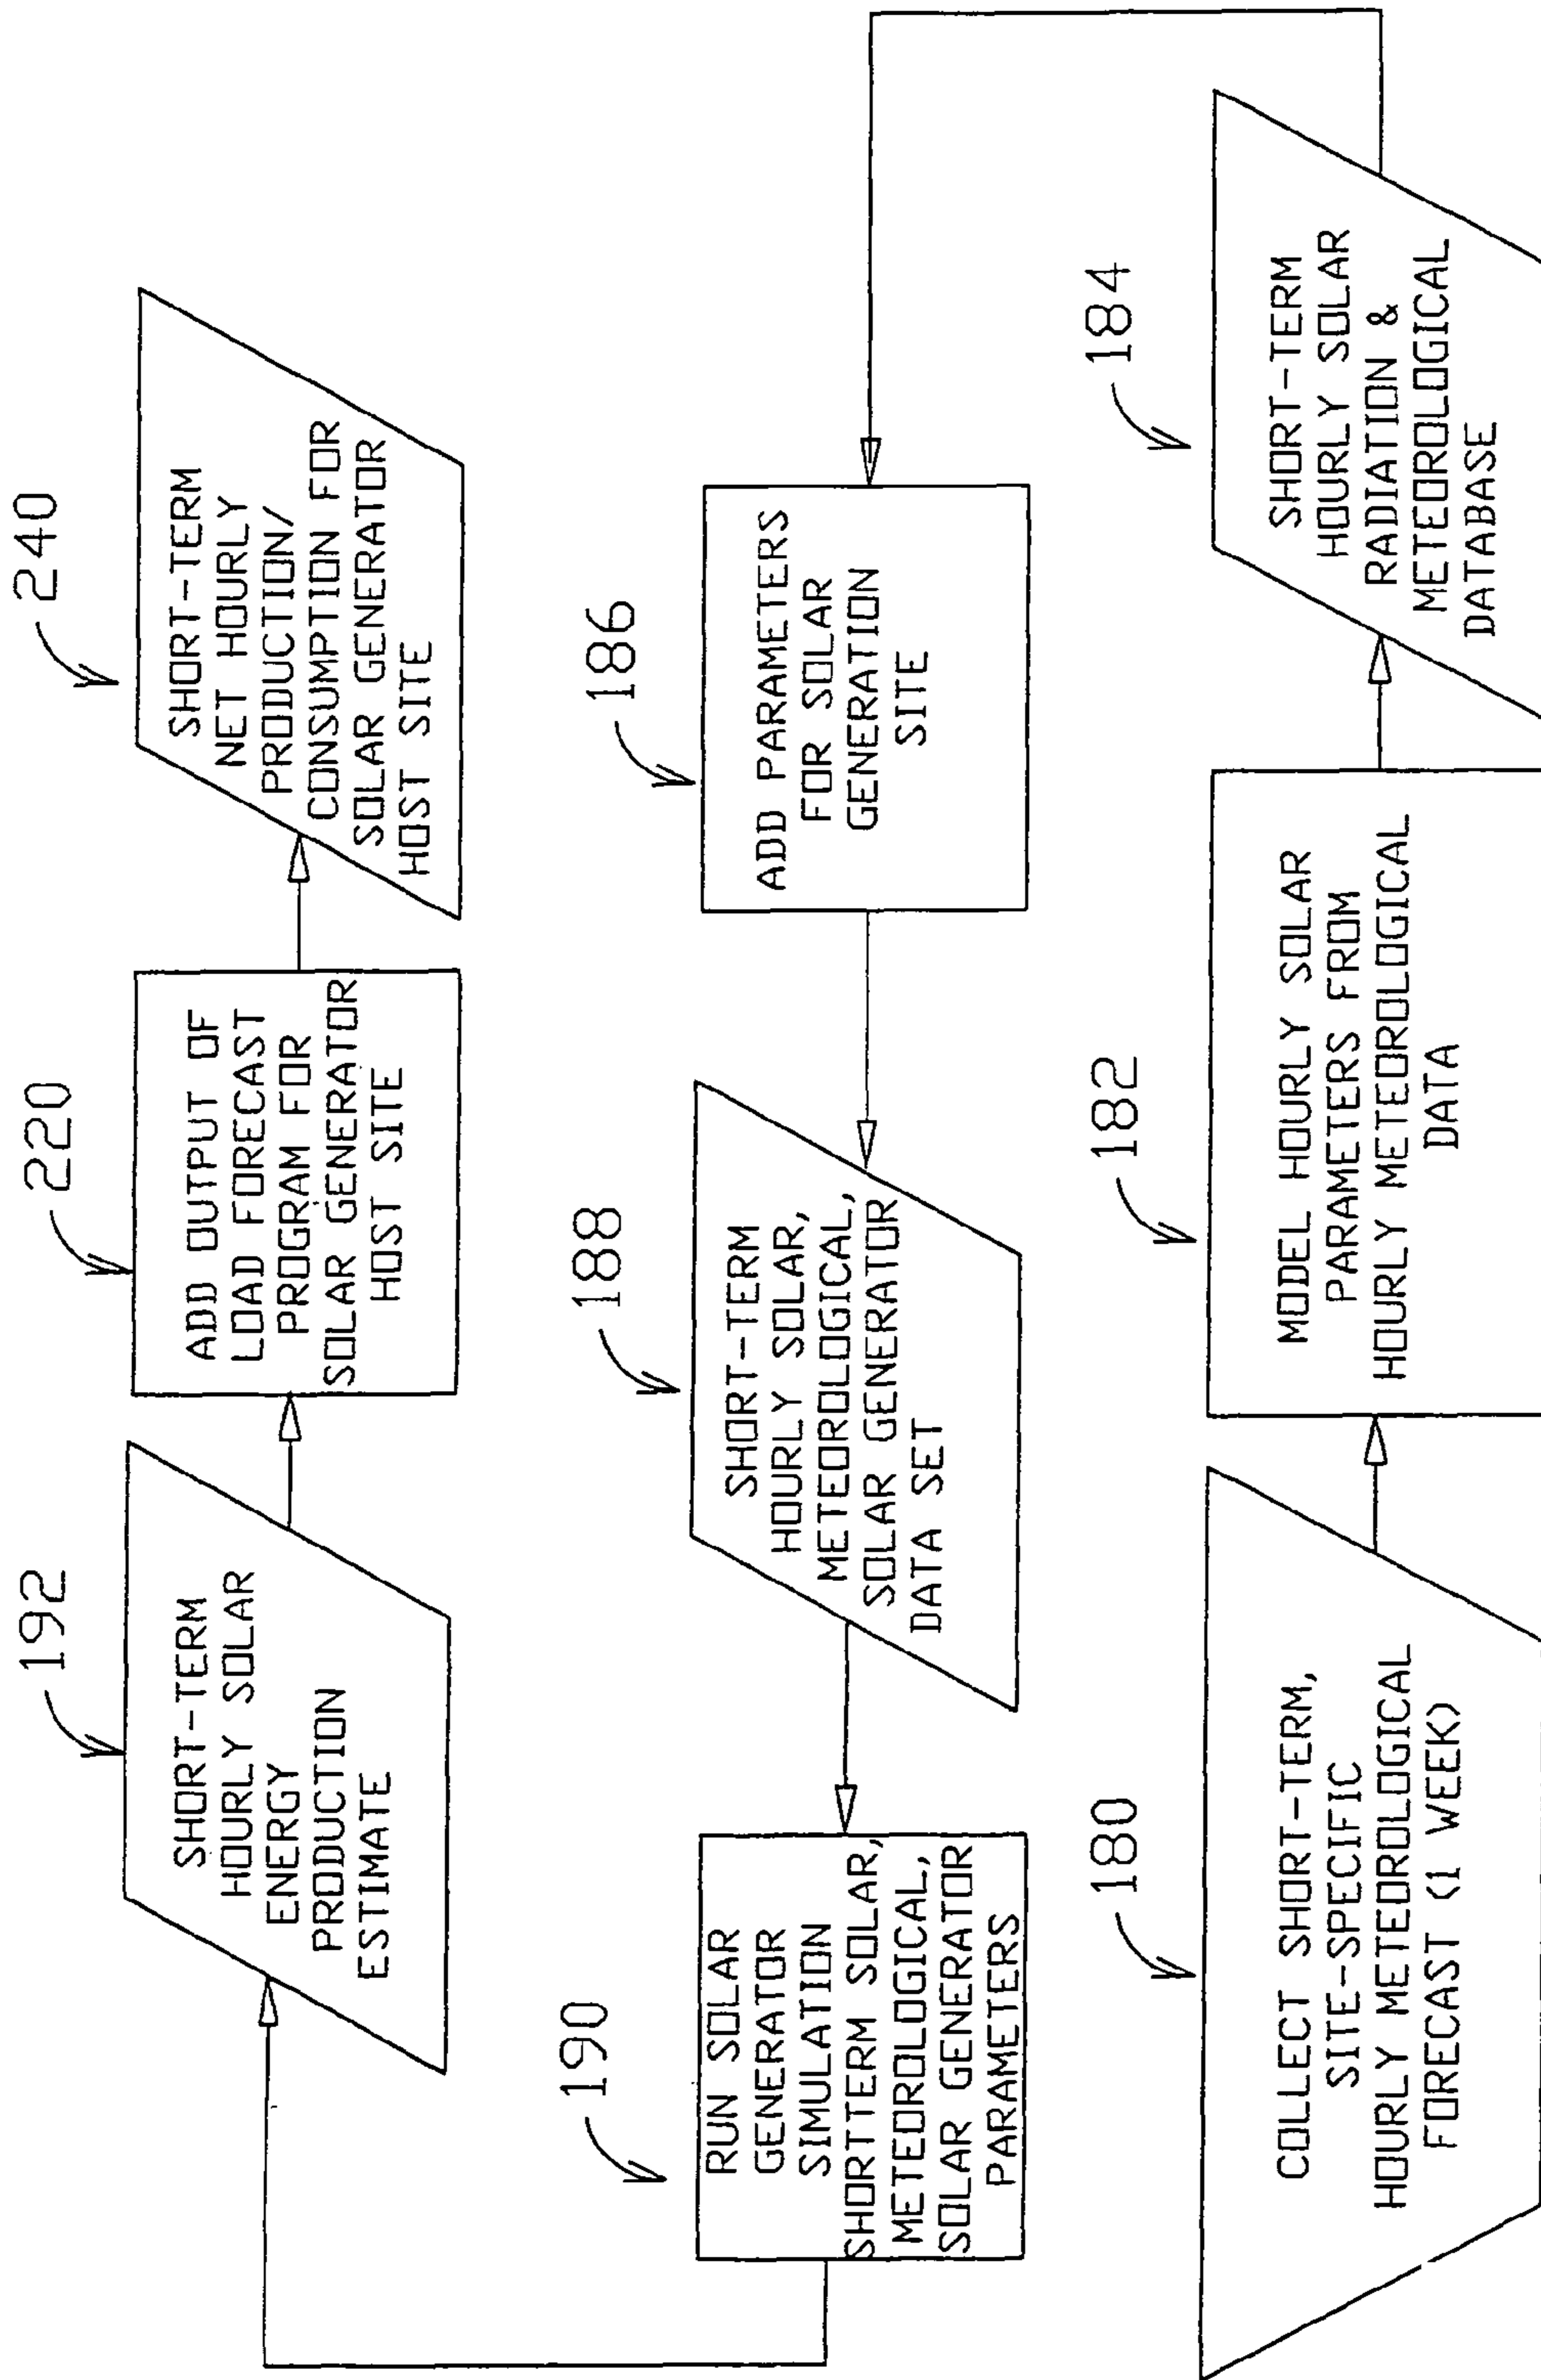 240
SHORT-TERM
NET HOURLY
PRODUCTION/
CONSUMPTION FOR
SOLAR GENERATOR
HOST SITE
220
ADD OUTPUT OF
LOAD FORECAST
PROGRAM FOR
SOLAR GENERATOR
HOST SITE
192
SHORT-TERM
HOURLY SOLAR
ENERGY
PRODUCTION
ESTIMATE
186
ADD PARAMETERS
FOR SOLAR
GENERATION
SITE
188
SHORT-TERM
HOURLY SOLAR,
METEOROLOGICAL,
SOLAR GENERATOR
DATA SET
190
RUN SOLAR
GENERATOR
SIMULATION
SHORTTERM SOLAR,
METEOROLOGICAL,
SOLAR GENERATOR
PARAMETERS
184
SHORT-TERM
HOURLY SOLAR
RADIATION &
METEOROLOGICAL
DATABASE
182
MODEL HOURLY SOLAR
PARAMETERS FROM
HOURLY METEOROLOGICAL
DATA
180
COLLECT SHORT-TERM,
SITE-SPECIFIC
HOURLY METEOROLOGICAL
FORECAST (1 WEEK)